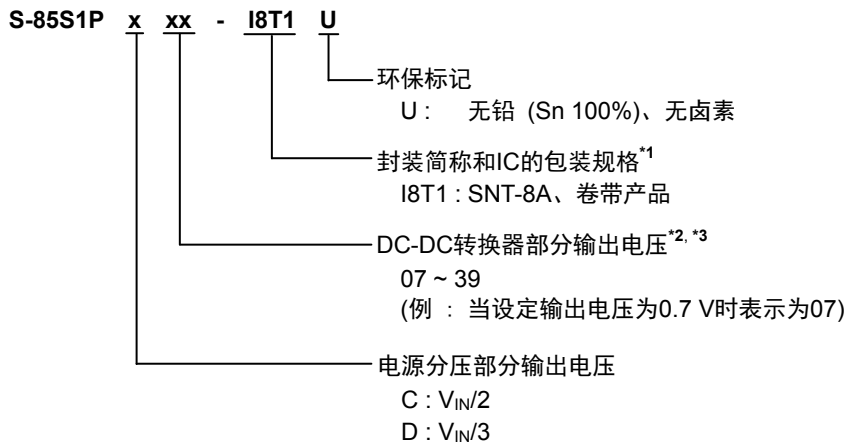 S-85S1P x xx - I8T1 U
环保标记
U : 无铅 (Sn 100%)、无卤素
封装简称和IC的包装规格*1
I8T1 : SNT-8A、卷带产品
DC-DC转换器部分输出电压*2, *3
07 ~ 39
(例 : 当设定输出电压为0.7 V时表示为07)
电源分压部分输出电压
C : VIN/2
D : VIN/3